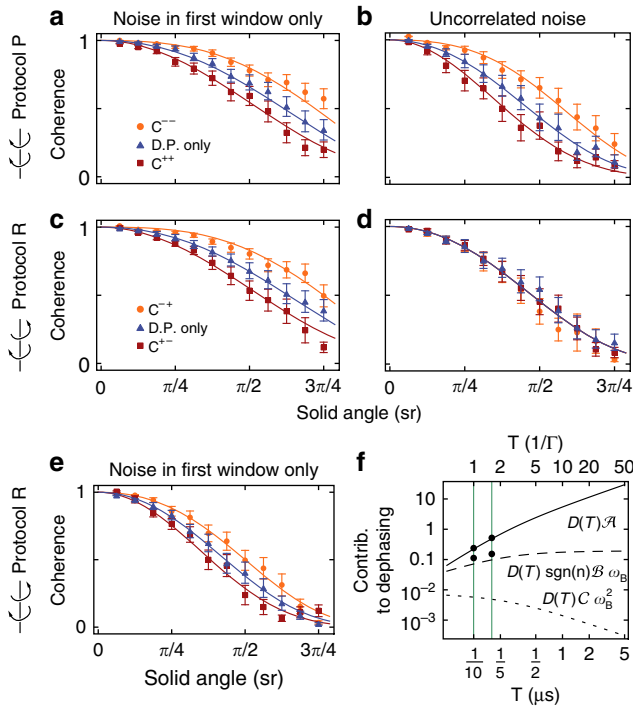 a Noise in first window only
b Uncorrelated noise
Protocol P
Coherence
1
0
C−−
D.P. only
C++
1
0
c
d
Protocol R
Coherence
1
0
C−+
D.P. only
C+−
0 π/4 π/2 3π/4
0 π/4 π/2 3π/4
Solid angle (sr)
e Noise in first window only
Protocol R
Coherence
1
0
0 π/4 π/2 3π/4
Solid angle (sr)
f
T (1/Γ)
1 2 5 10 20 50
Contrib.
to dephasing
10
1
0.1
10⁻²
10⁻³
D(T)𝒜
D(T) sgn(n)ℬ ω_B
D(T)𝒞 ω_B²
1/10 1/5 1/2 1 2 5
T (μs)